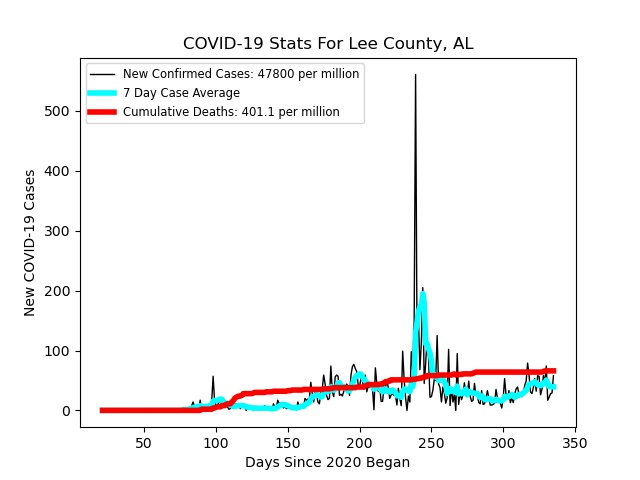 COVID-19 Stats For Lee County, AL
New Confirmed Cases: 47800 per million
7 Day Case Average
Cumulative Deaths: 401.1 per million
New COVID-19 Cases
500
400
300
200
100
0
50 100 150 200 250 300 350
Days Since 2020 Began